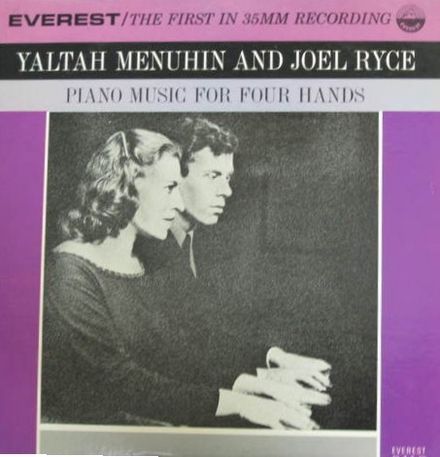 EVEREST/THE FIRST IN 35MM RECORDING
YALTAH MENUHIN AND JOEL RYCE
PIANO MUSIC FOR FOUR HANDS
EVEREST